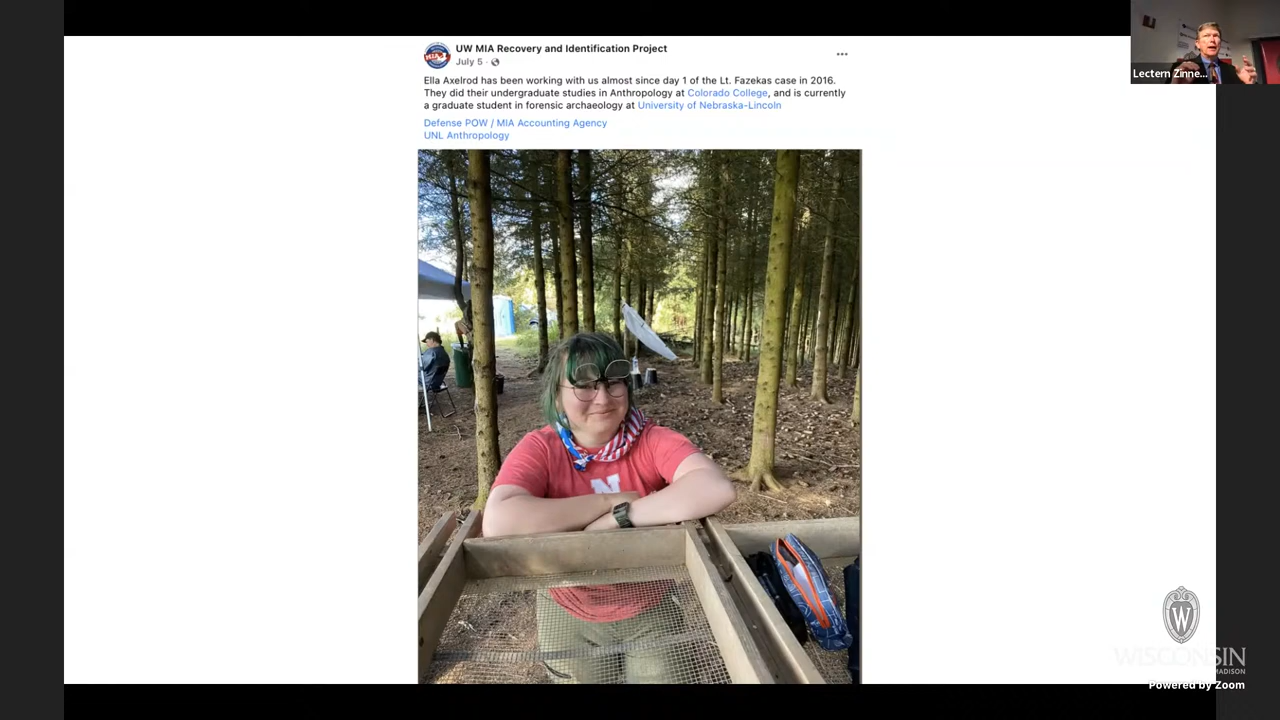 UW MIA Recovery and Identification Project
July 5 ·
Lectern Zinne...
Ella Axelrod has been working with us almost since day 1 of the Lt. Fazekas case in 2016.
They did their undergraduate studies in Anthropology at Colorado College, and is currently
a graduate student in forensic archaeology at University of Nebraska-Lincoln
Defense POW / MIA Accounting Agency
UNL Anthropology
N
W
WISCONSIN
MADISON
Powered by Zoom